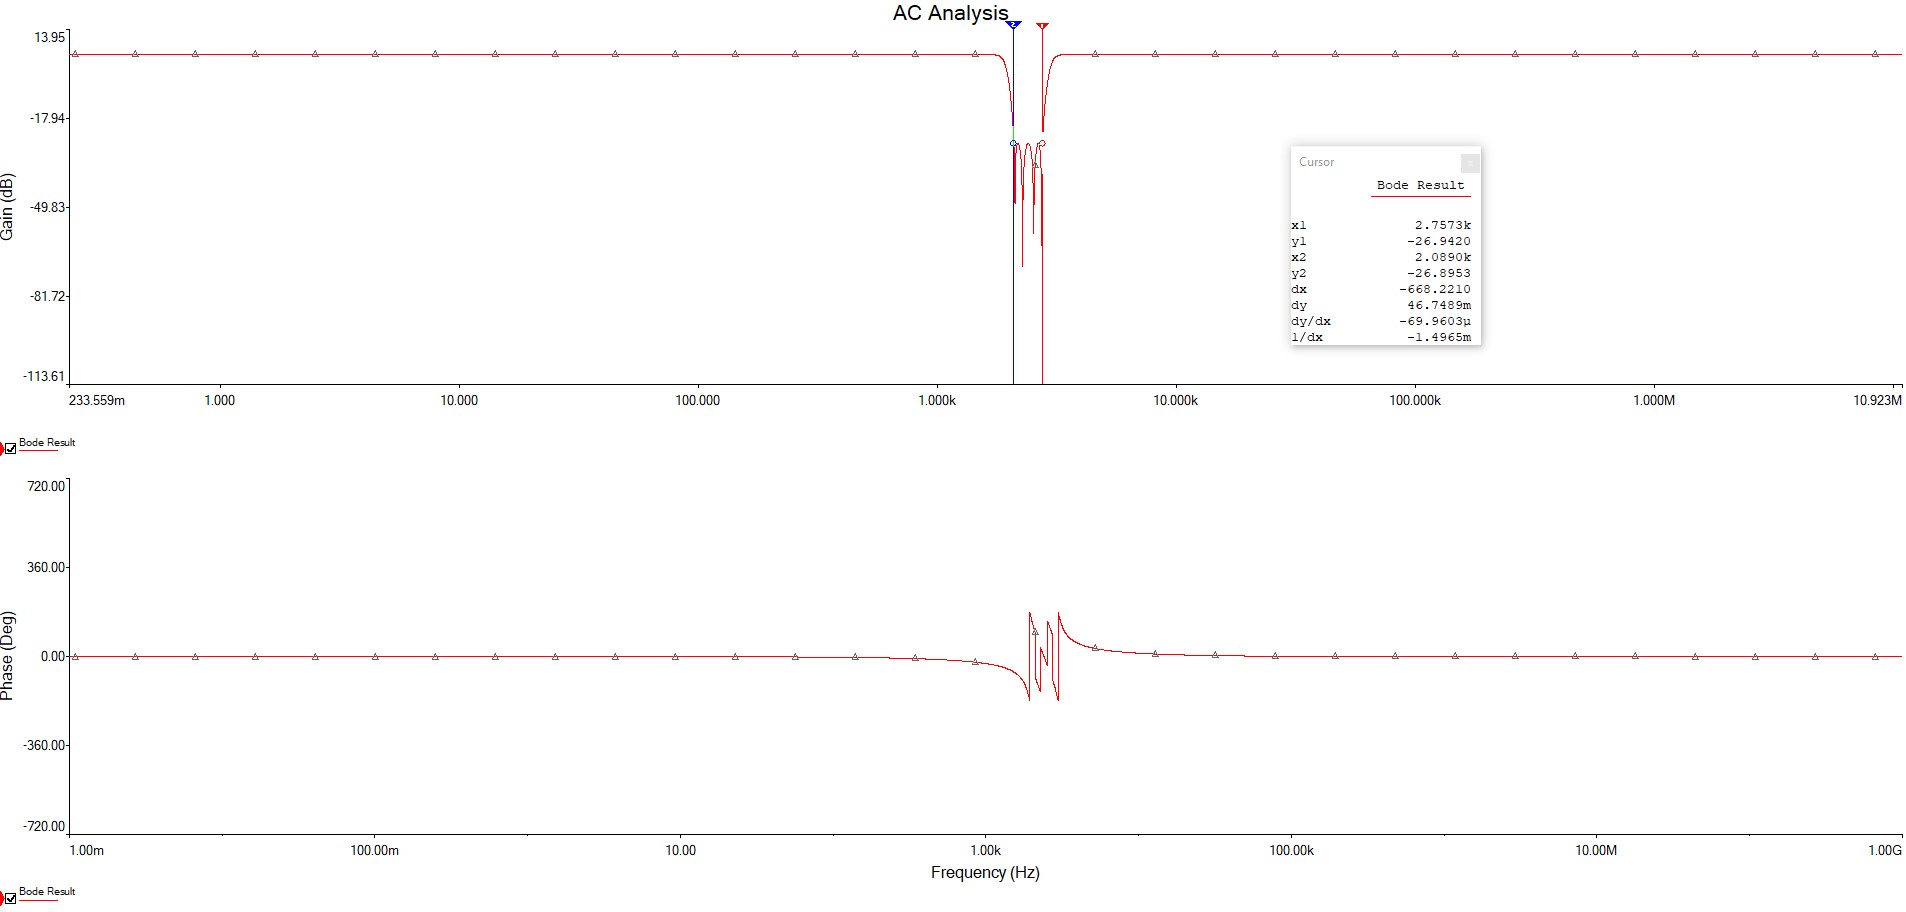 AC Analysis
2
1
13.95
-17.94
-49.83
-81.72
-113.61
Gain (dB)
233.559m 1.000 10.000 100.000 1.000k 10.000k 100.000k 1.000M 10.923M
Cursor
x
Bode Result
x1 2.7573k
y1 -26.9420
x2 2.0890k
y2 -26.8953
dx -668.2210
dy 46.7489m
dy/dx -69.9603µ
1/dx -1.4965m
Bode Result
720.00
360.00
0.00
-360.00
-720.00
Phase (Deg)
1.00m 100.00m 10.00 1.00k 100.00k 10.00M 1.00G
Frequency (Hz)
Bode Result